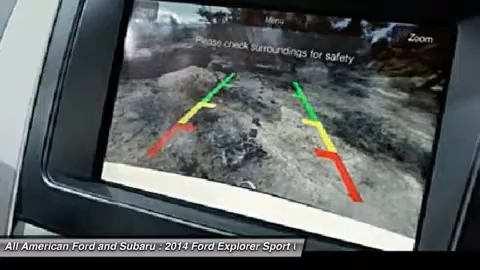 Menu
Zoom
Please check surroundings for safety
All American Ford and Subaru : 2014 Ford Explorer Sport